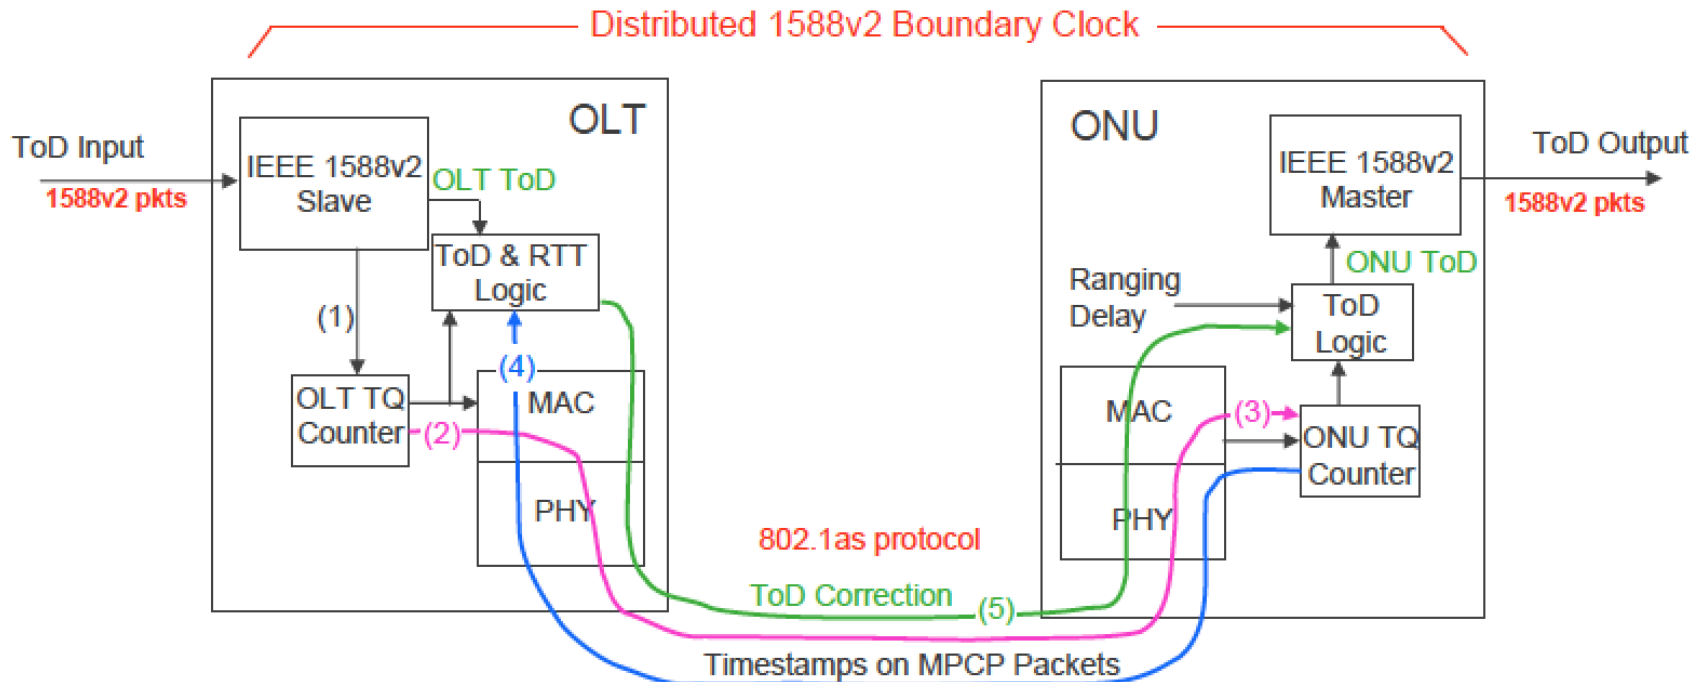 Distributed 1588v2 Boundary Clock
OLT
ONU
ToD Input
1588v2 pkts
IEEE 1588v2
Slave
OLT ToD
ToD & RTT
Logic
(1)
(4)
OLT TQ
Counter
(2)
MAC
PHY
802.1as protocol
ToD Correction
(5)
Timestamps on MPCP Packets
IEEE 1588v2
Master
ToD Output
1588v2 pkts
ONU ToD
Ranging
Delay
ToD
Logic
MAC
PHY
(3)
ONU TQ
Counter